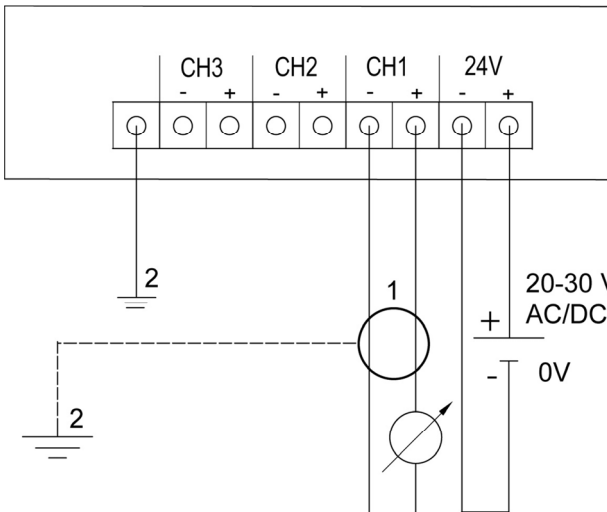 CH3 CH2 CH1 24V
- + - + - + - +
2
1
20-30 V
AC/DC
+
- 0V
2